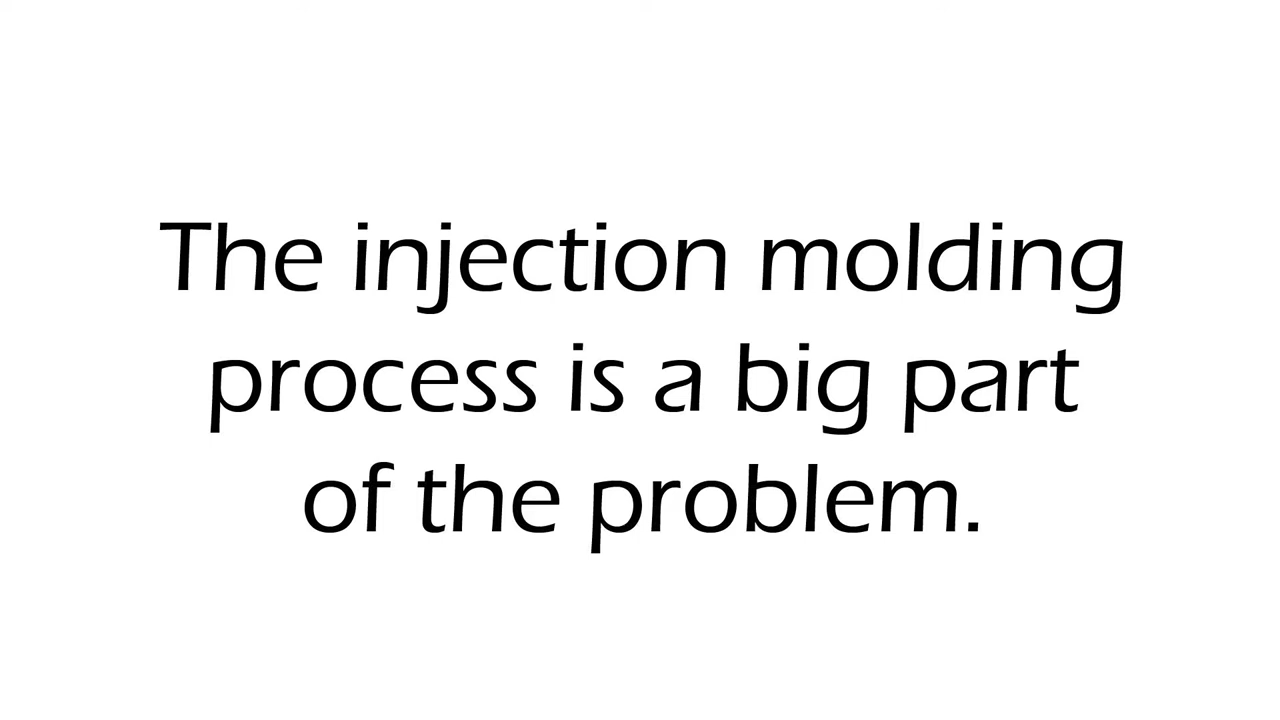 The injection molding
process is a big part
of the problem.